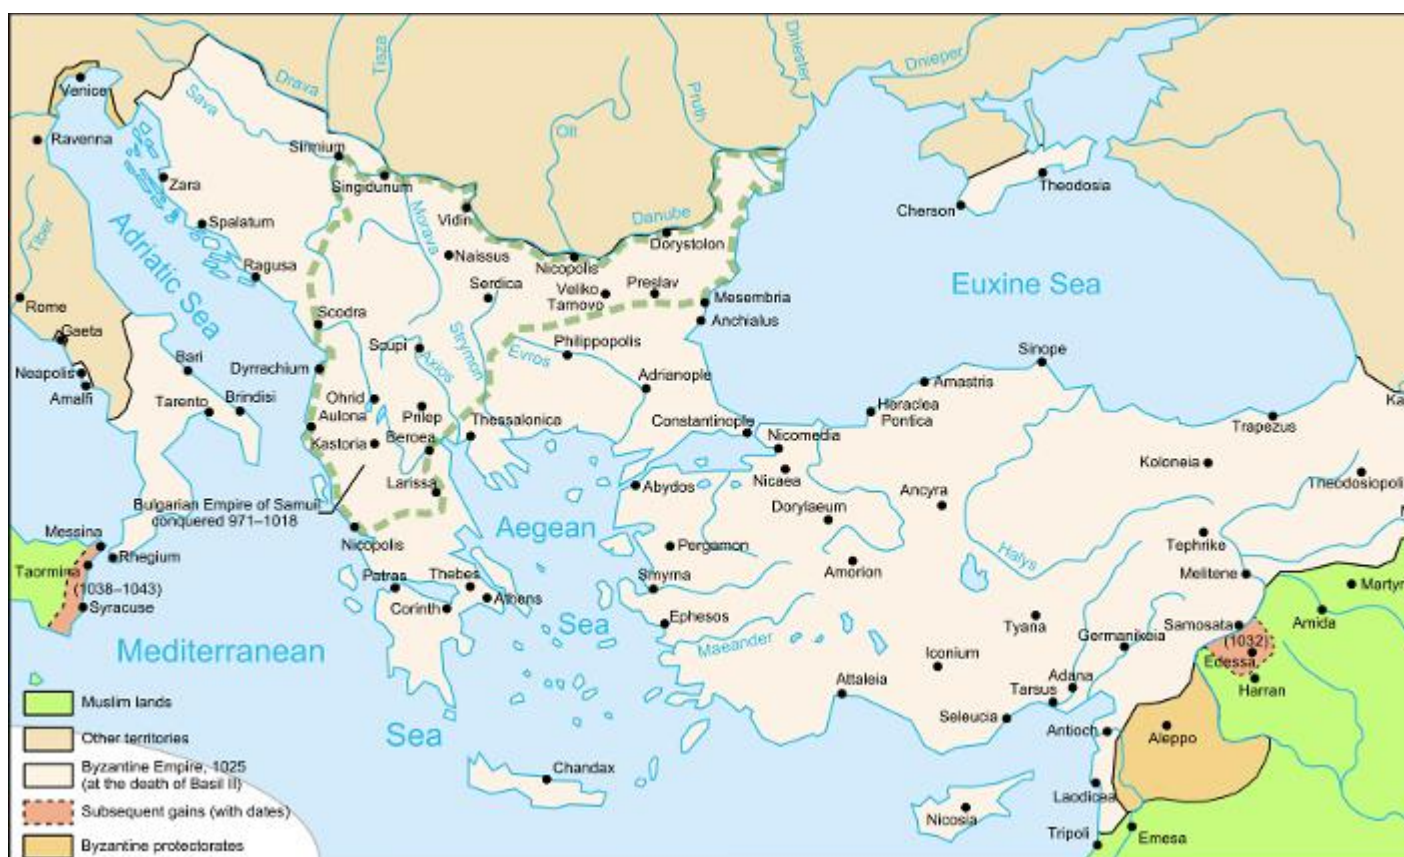 Drava
Tisza
Dniester
Dnieper
Pruth
Olt
Sava
Venice
Ravenna
Sirmium
Singidunum
Zara
Vidin
Morava
Danube
Dorystolon
Theodosia
Cherson
Tiber
Adriatic Sea
Spalatum
Naissus
Nicopolis
Ragusa
Serdica
Veliko
Tarnovo
Preslav
Mesembria
Euxine Sea
Rome
Gaeta
Scodra
Anchialus
Strymon
Philippopolis
Evros
Scupi
Axios
Neapolis
Amalfi
Bari
Dyrrachium
Adrianople
Sinope
Amastris
Tarento
Brindisi
Ohrid
Aulona
Prilep
Thessalonica
Constantinople
Heraclea
Pontica
Trapezus
Ka
Kastoria
Beroea
Nicomedia
Nicaea
Koloneia
Theodosiopoli
Larissa
Abydos
Dorylaeum
Ancyra
Bulgarian Empire of Samuil
conquered 971–1018
Aegean
Sea
Messina
Rhegium
Nicopolis
Pergamon
Halys
Tephrike
Taormina
(1038–1043)
Syracuse
Patras
Thebes
Athens
Corinth
Smyrna
Ephesos
Amorion
Melitene
Martyr
Amida
Mediterranean
Sea
Maeander
Tyana
Germanikeia
Samosata
(1032)
Edessa
Harran
Iconium
Attaleia
Adana
Tarsus
Seleucia
Antioch
Aleppo
Chandax
Laodicea
Nicosia
Tripoli
Emesa
Muslim lands
Other territories
Byzantine Empire, 1025
(at the death of Basil II)
Subsequent gains (with dates)
Byzantine protectorates